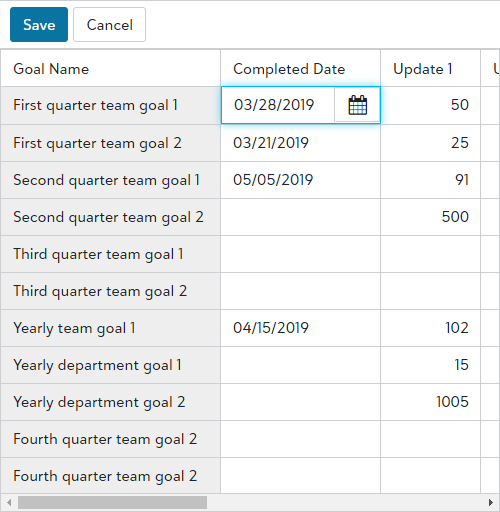 Save Cancel
Goal Name Completed Date Update 1
First quarter team goal 1 03/28/2019 50
First quarter team goal 2 03/21/2019 25
Second quarter team goal 1 05/05/2019 91
Second quarter team goal 2 500
Third quarter team goal 1
Third quarter team goal 2
Yearly team goal 1 04/15/2019 102
Yearly department goal 1 15
Yearly department goal 2 1005
Fourth quarter team goal 2
Fourth quarter team goal 2